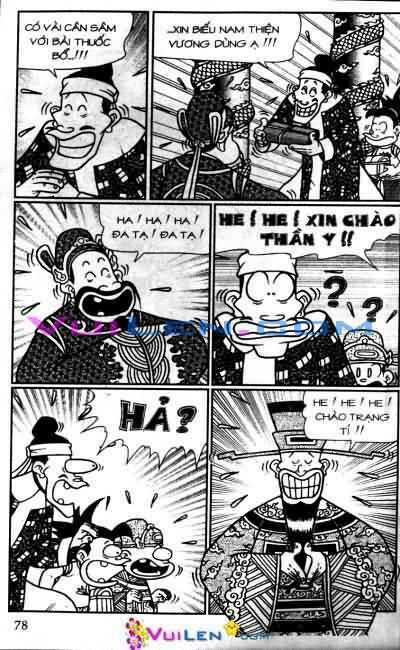 CÓ VÀI CÂN SÂM
VỚI BÀI THUỐC
BỔ...!!!
...XIN BIẾU NAM THIỆN
VƯƠNG DÙNG Ạ !!!
HA! HA! HA!
ĐA TẠ! ĐA TẠ!
HE! HE! XIN CHÀO
THẦN Y!!
?
?
VUILEN.COM
HẢ?
HE! HE! HE!
CHÀO TRẠNG
TÍ!!
78
VUILEN.COM